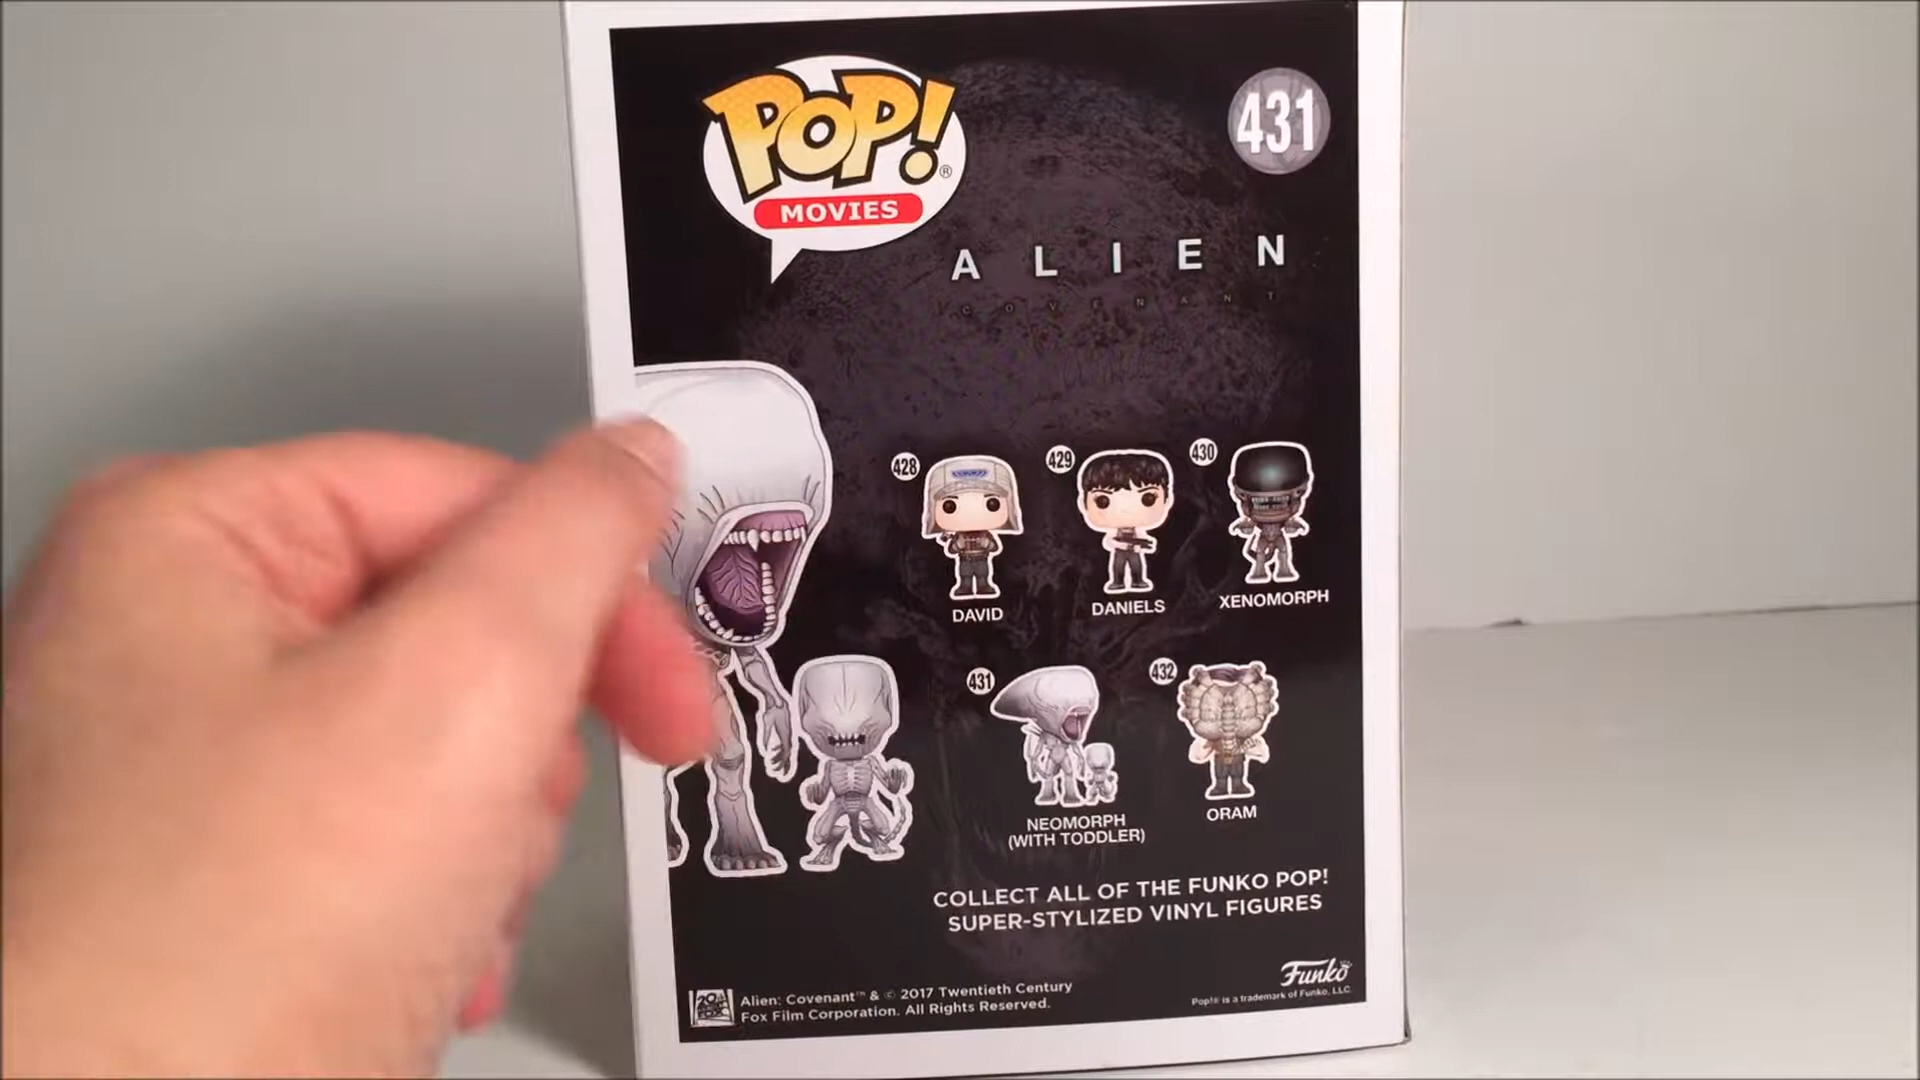 POP!®
MOVIES
431
ALIEN
COVENANT
428
DAVID
429
DANIELS
430
XENOMORPH
431
NEOMORPH
(WITH TODDLER)
432
ORAM
COLLECT ALL OF THE FUNKO POP!
SUPER-STYLIZED VINYL FIGURES
20th
Alien: Covenant™ & © 2017 Twentieth Century
Fox Film Corporation. All Rights Reserved.
Funko
Pop!® is a trademark of Funko, LLC.